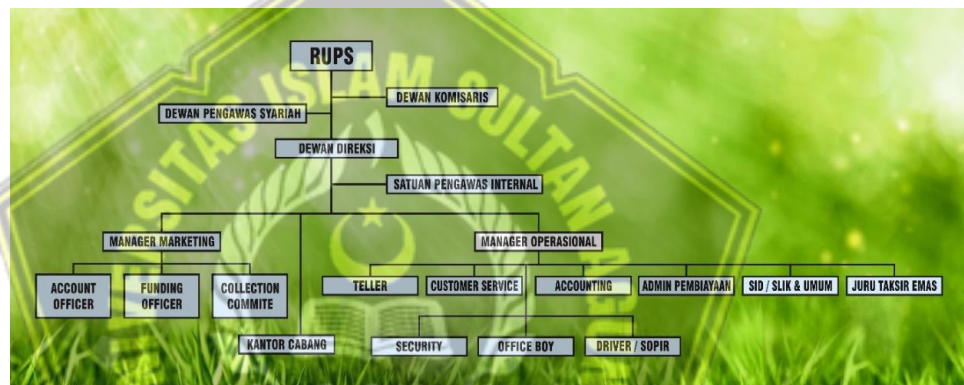 RUPS
DEWAN KOMISARIS
DEWAN PENGAWAS SYARIAH
DEWAN DIREKSI
SATUAN PENGAWAS INTERNAL
MANAGER MARKETING
MANAGER OPERASIONAL
ACCOUNT
OFFICER
FUNDING
OFFICER
COLLECTION
COMMITE
TELLER
CUSTOMER SERVICE
ACCOUNTING
ADMIN PEMBIAYAAN
SID / SLIK & UMUM
JURU TAKSIR EMAS
KANTOR CABANG
SECURITY
OFFICE BOY
DRIVER / SOPIR
ISLAM SULTAN